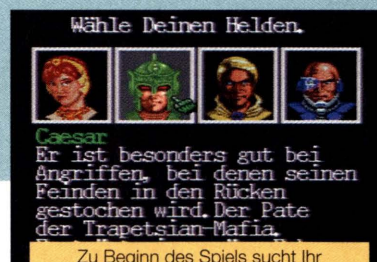 Wähle Deinen Helden.
Caesar
Er ist besonders gut bei
Angriffen, bei denen seinen
Feinden in den Rücken
gestochen wird.Der Pate
der Trapetsian-Mafia.
Zu Beginn des Spiels sucht Ihr